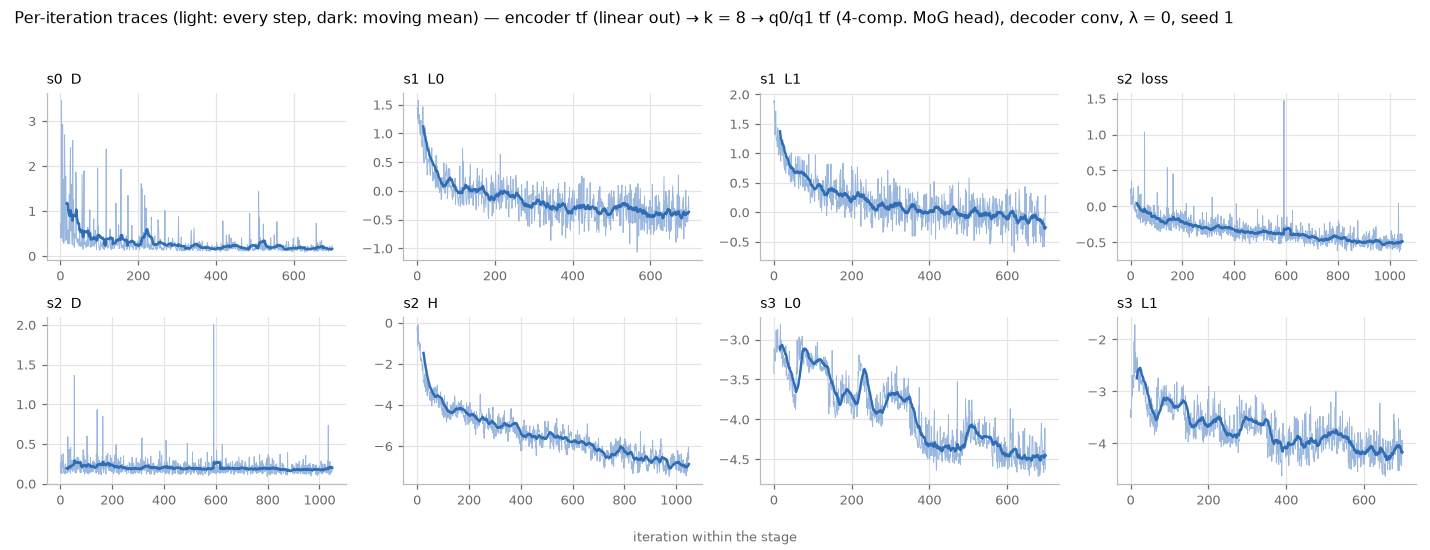 Per-iteration traces (light: every step, dark: moving mean) — encoder tf (linear out) → k = 8 → q0/q1 tf (4-comp. MoG head), decoder conv, λ = 0, seed 1
s0 D
3
2
1
0
0 200 400 600
s1 L0
1.5
1.0
0.5
0.0
−0.5
−1.0
0 200 400 600
s1 L1
2.0
1.5
1.0
0.5
0.0
−0.5
0 200 400 600
s2 loss
1.5
1.0
0.5
0.0
−0.5
0 200 400 600 800 1000
s2 D
2.0
1.5
1.0
0.5
0.0
0 200 400 600 800 1000
s2 H
0
−2
−4
−6
0 200 400 600 800 1000
s3 L0
−3.0
−3.5
−4.0
−4.5
0 200 400 600
s3 L1
−2
−3
−4
0 200 400 600
iteration within the stage